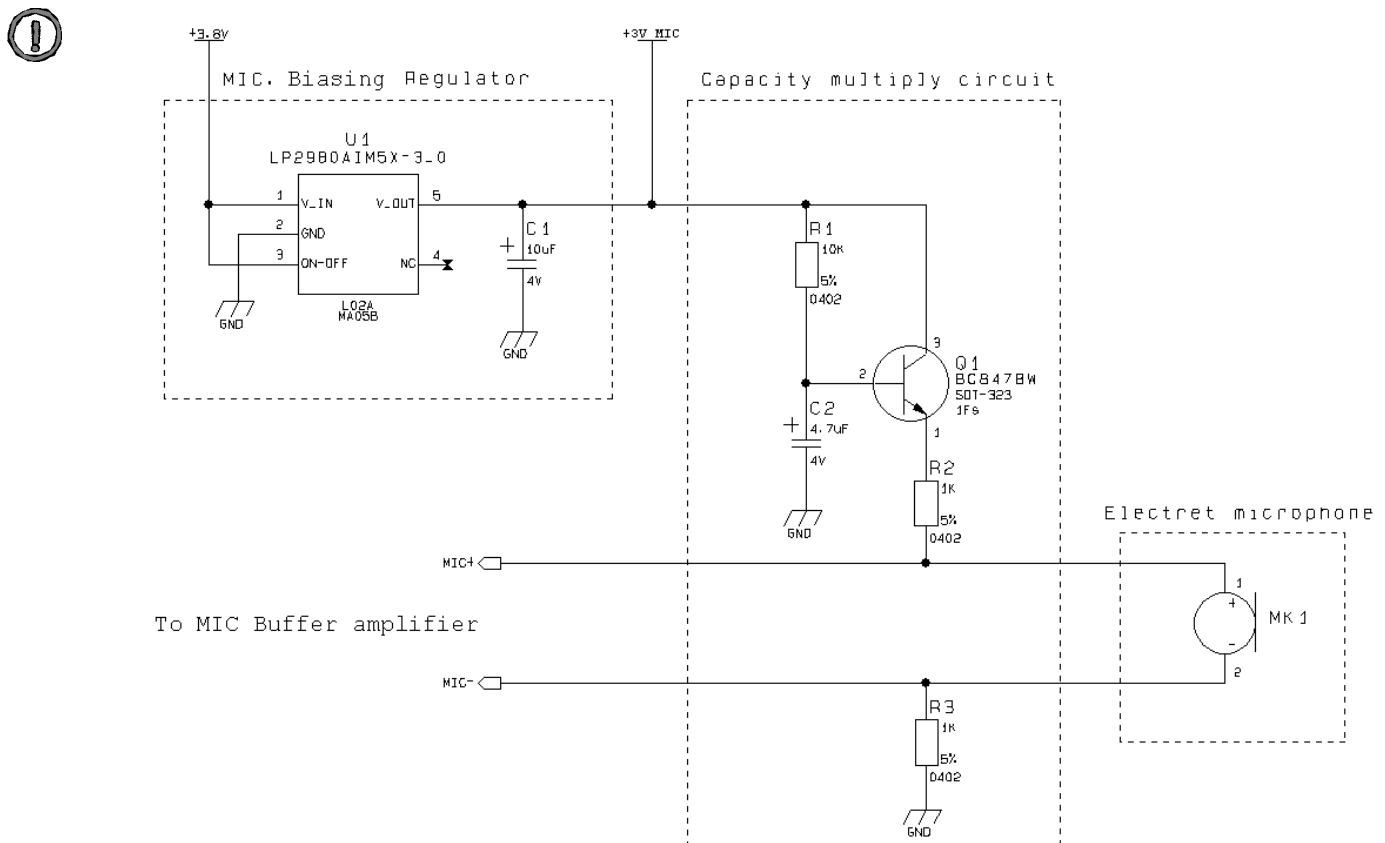 +3.8V
+3V MIC
MIC. Biasing Regulator
Capacity multiply circuit
U1
LP2980AIM5X-3_0
1
V_IN
V_OUT
5
2
GND
3
ON-OFF
NC
4
L02A
MA05B
GND
C1
+
10uF
4V
GND
R1
10K
5%
0402
2
3
Q1
BC847BW
SOT-323
1Fs
1
C2
+
4.7uF
4V
GND
R2
1K
5%
0402
Electret microphone
MIC+
1
+
MK1
-
2
To MIC Buffer amplifier
MIC-
R3
1K
5%
0402
GND